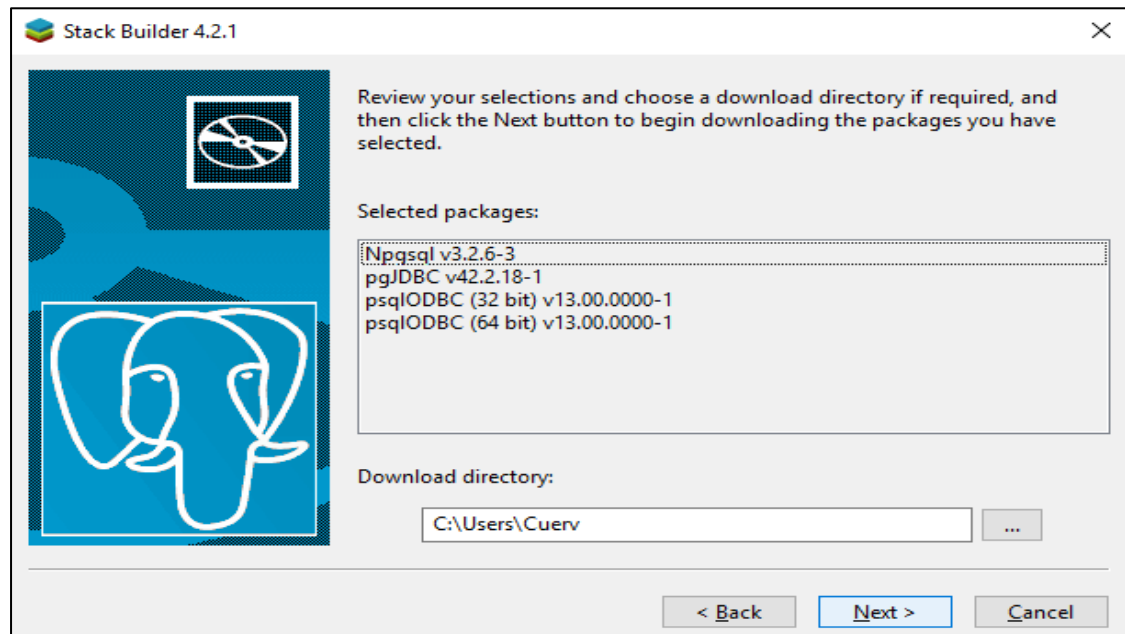 Stack Builder 4.2.1
Review your selections and choose a download directory if required, and
then click the Next button to begin downloading the packages you have
selected.
Selected packages:
Npgsql v3.2.6-3
pgJDBC v42.2.18-1
psqlODBC (32 bit) v13.00.0000-1
psqlODBC (64 bit) v13.00.0000-1
Download directory:
C:\Users\Cuerv
...
< Back
Next >
Cancel